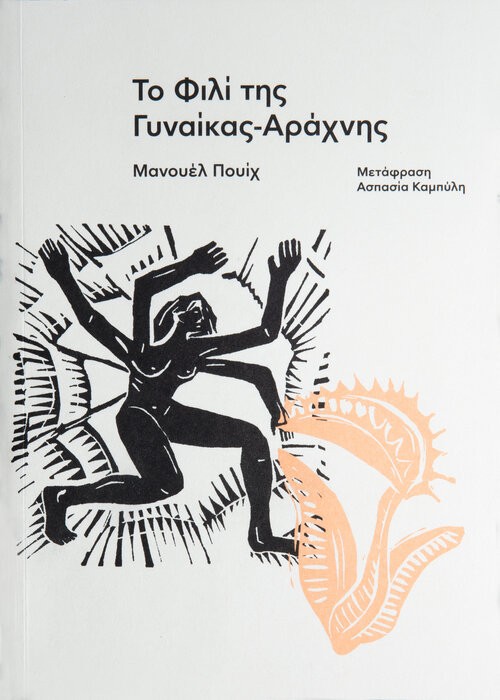 Το Φιλί της
Γυναίκας-Αράχνης
Μανουέλ Πουίχ
Μετάφραση
Ασπασία Καμπύλη